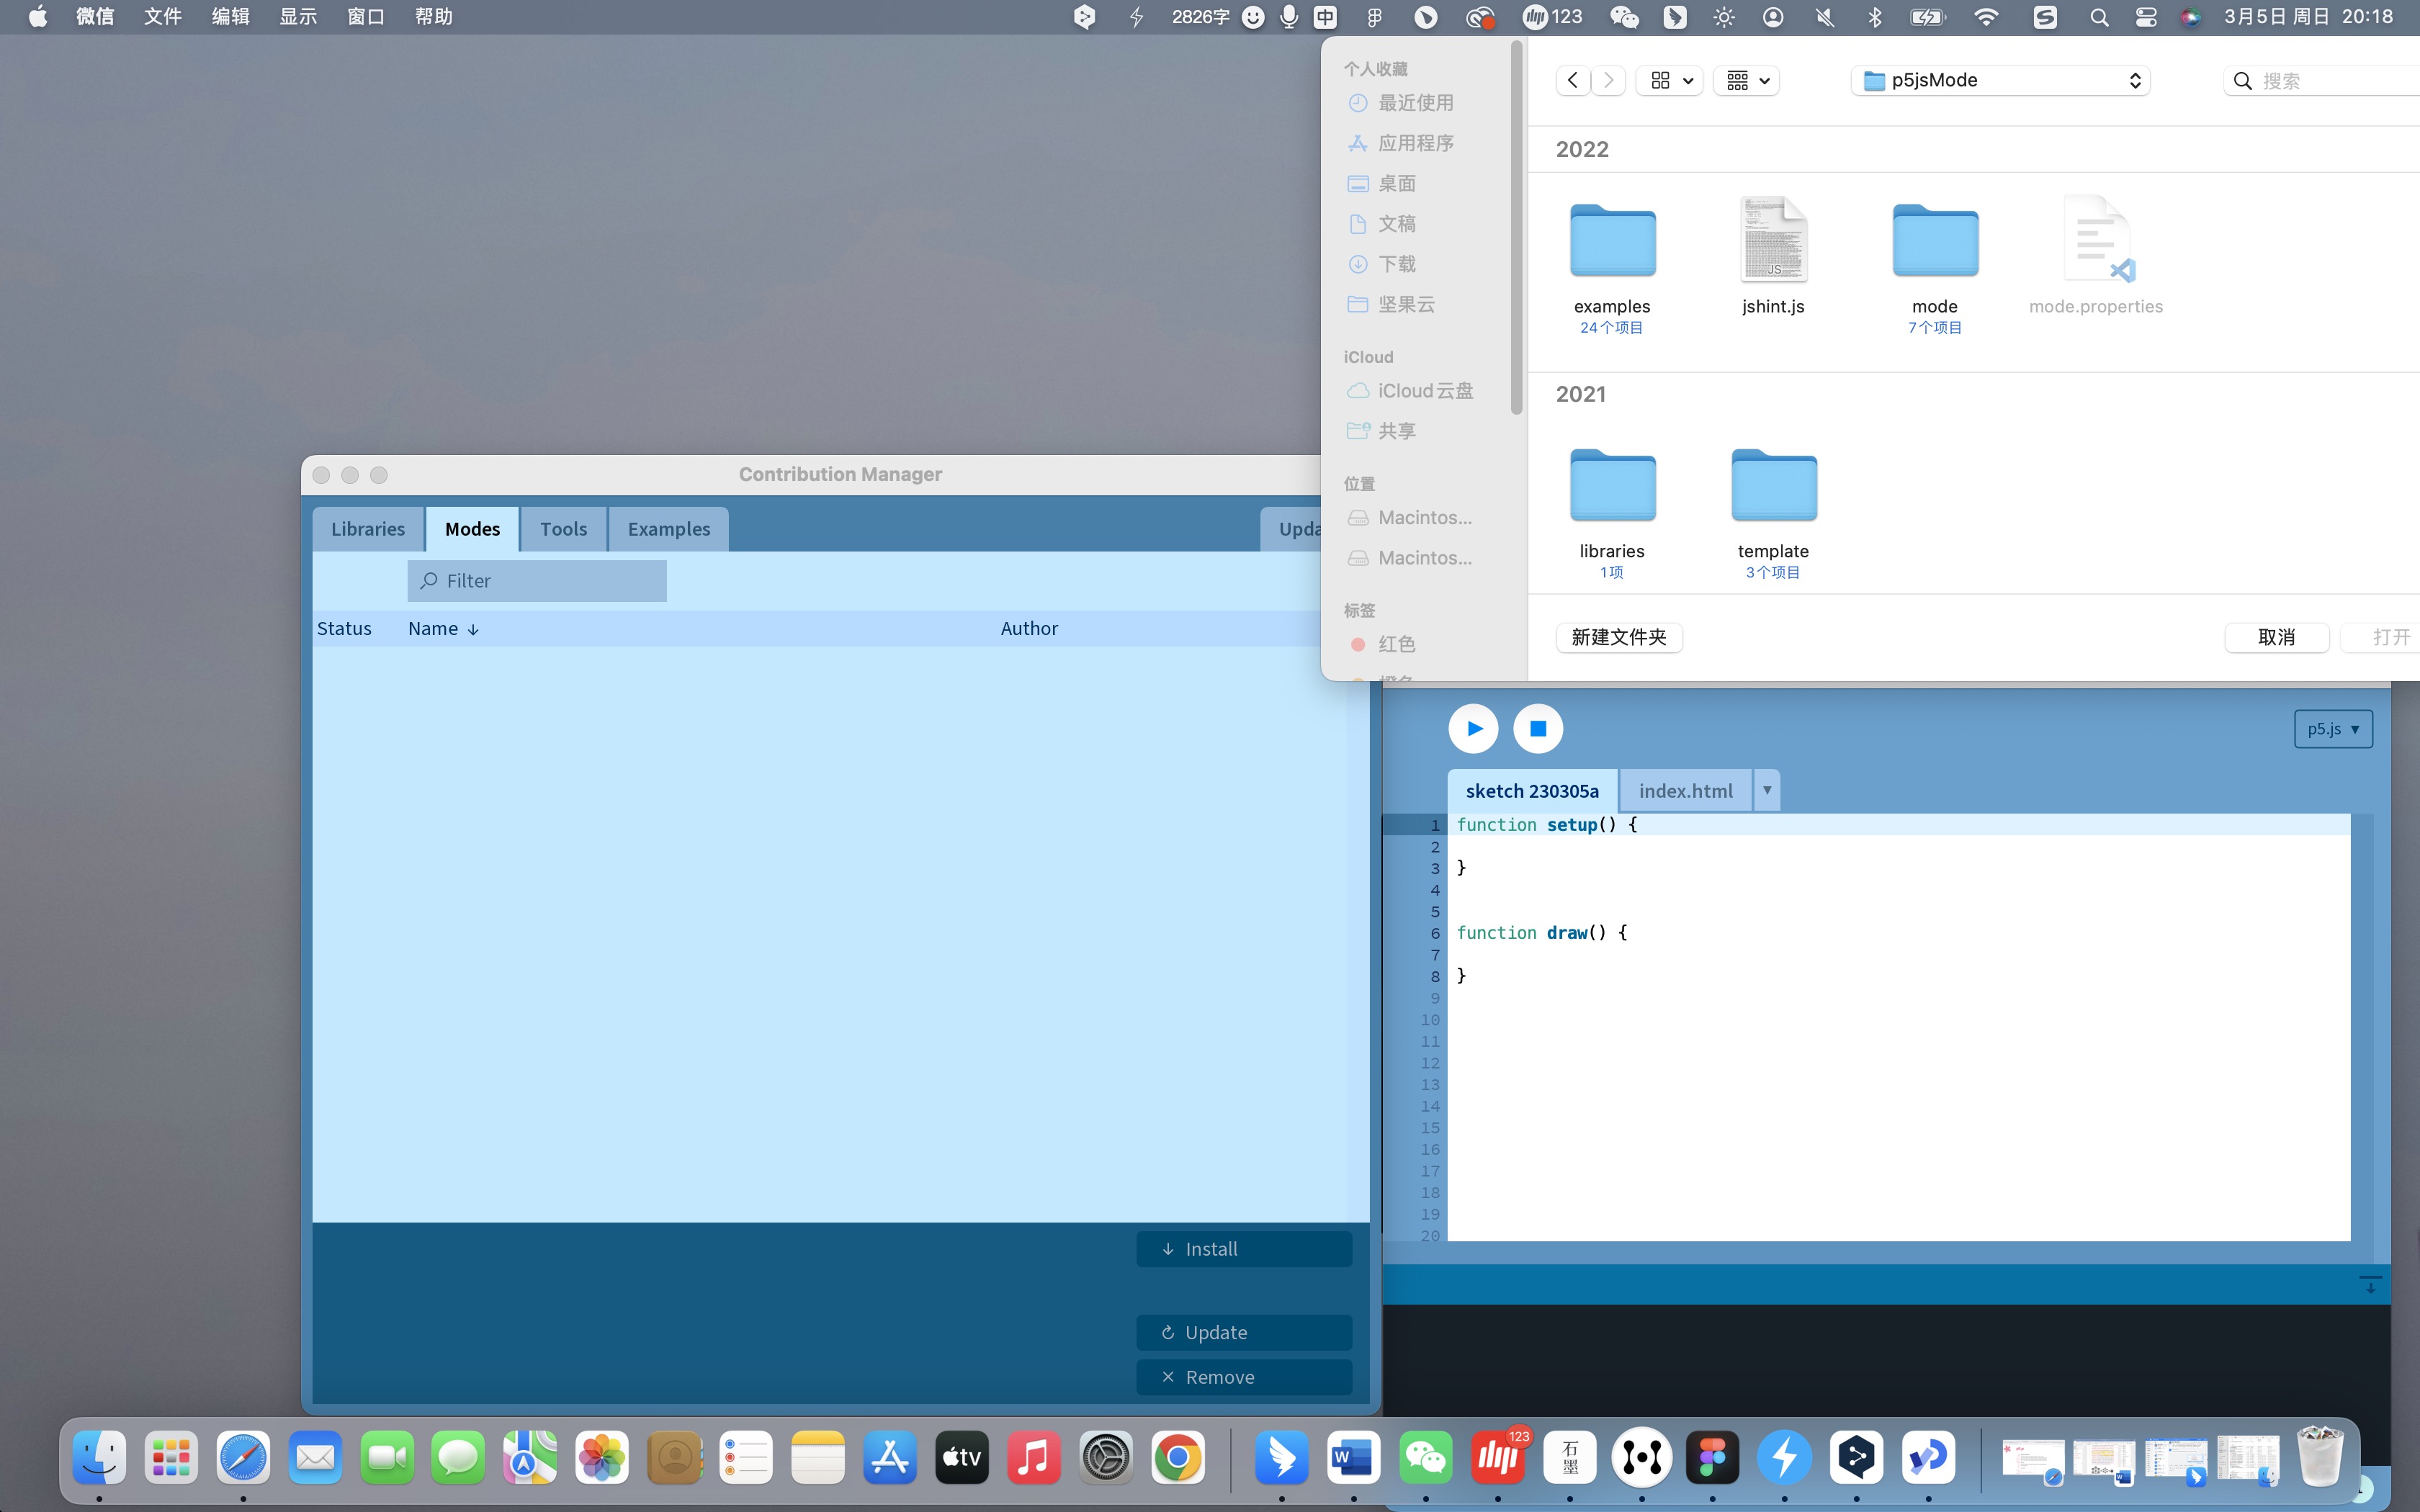 微信 文件 编辑 显示 窗口 帮助 2826字 中 123 3月5日 周日 20:18
个人收藏
最近使用
应用程序
桌面
文稿
下载
坚果云
iCloud
iCloud云盘
共享
位置
Macintos...
Macintos...
标签
红色
橙色
p5jsMode
搜索
2022
examples
24个项目
JS
jshint.js
mode
7个项目
mode.properties
2021
libraries
1项
template
3个项目
新建文件夹 取消 打开
Contribution Manager
Libraries Modes Tools Examples Upda
Filter
Status Name ↓ Author
↓ Install
Update
× Remove
p5.js ▼
sketch 230305a index.html ▼
1 function setup() {
2
3 }
4
5
6 function draw() {
7
8 }
9
10
11
12
13
14
15
16
17
18
19
20
tv
W
123
石墨